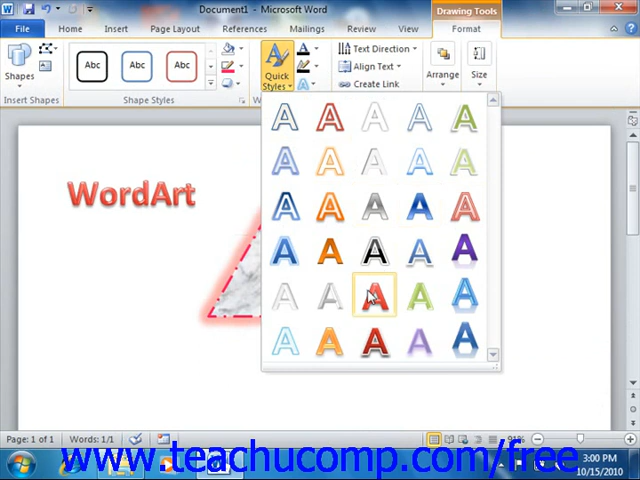 Document1 - Microsoft Word
Drawing Tools
File Home Insert Page Layout References Mailings Review View Format
Shapes
Abc Abc Abc
Quick Styles
Text Direction
Align Text
Create Link
Arrange
Size
Insert Shapes
Shape Styles
W
WordArt
A A A A A
A A A A A
A A A A A
A A A A A
A A A A A
A A A A A
Page: 1 of 1 Words: 1/1 91%
www.teachucomp.com/free
3:00 PM
10/15/2010